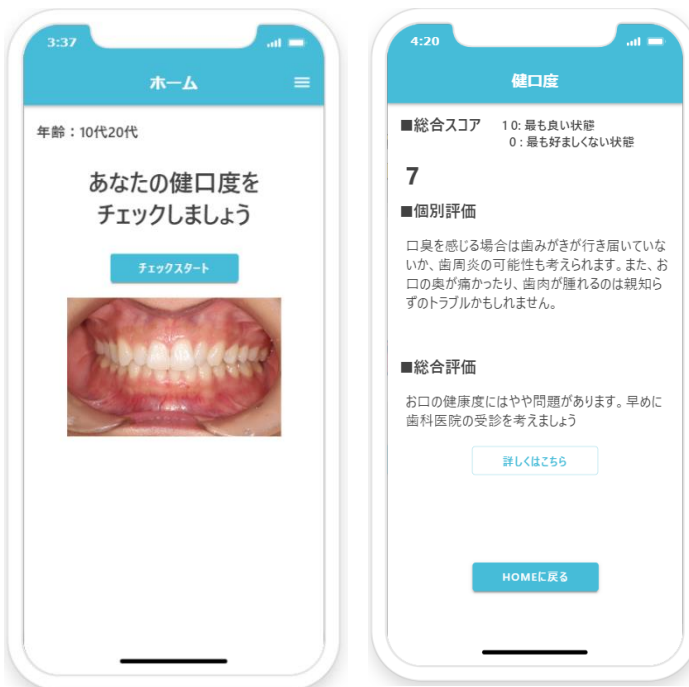 3:37
ホーム
年齢：10代20代
あなたの健口度を
チェックしましょう
チェックスタート
4:20
健口度
■総合スコア　10: 最も良い状態
0 : 最も好ましくない状態
7
■個別評価
口臭を感じる場合は歯みがきが行き届いていな
いか、歯周炎の可能性も考えられます。また、お
口の奥が痛かったり、歯肉が腫れるのは親知ら
ずのトラブルかもしれません。
■総合評価
お口の健康度にはやや問題があります。早めに
歯科医院の受診を考えましょう
詳しくはこちら
HOMEに戻る